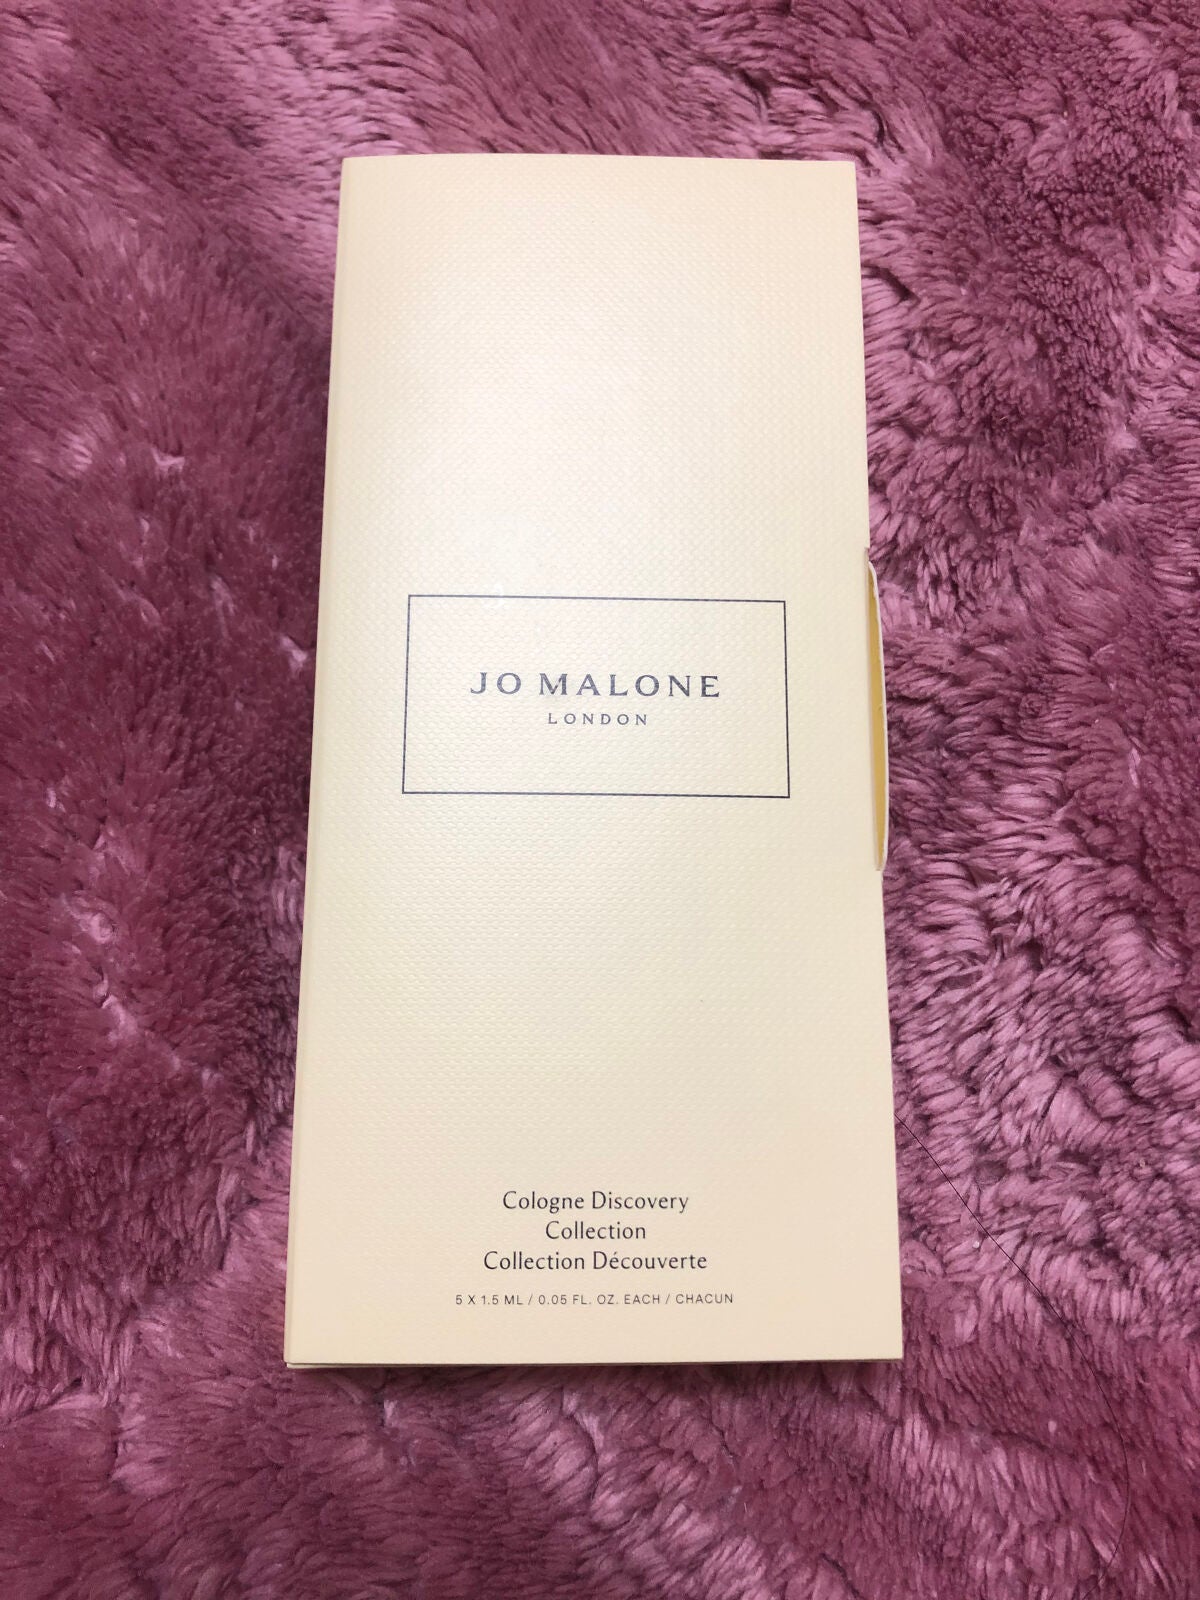 JO MALONE
LONDON
Cologne Discovery
Collection
Collection Découverte
5 X 1.5 ML / 0.05 FL. OZ. EACH / CHACUN